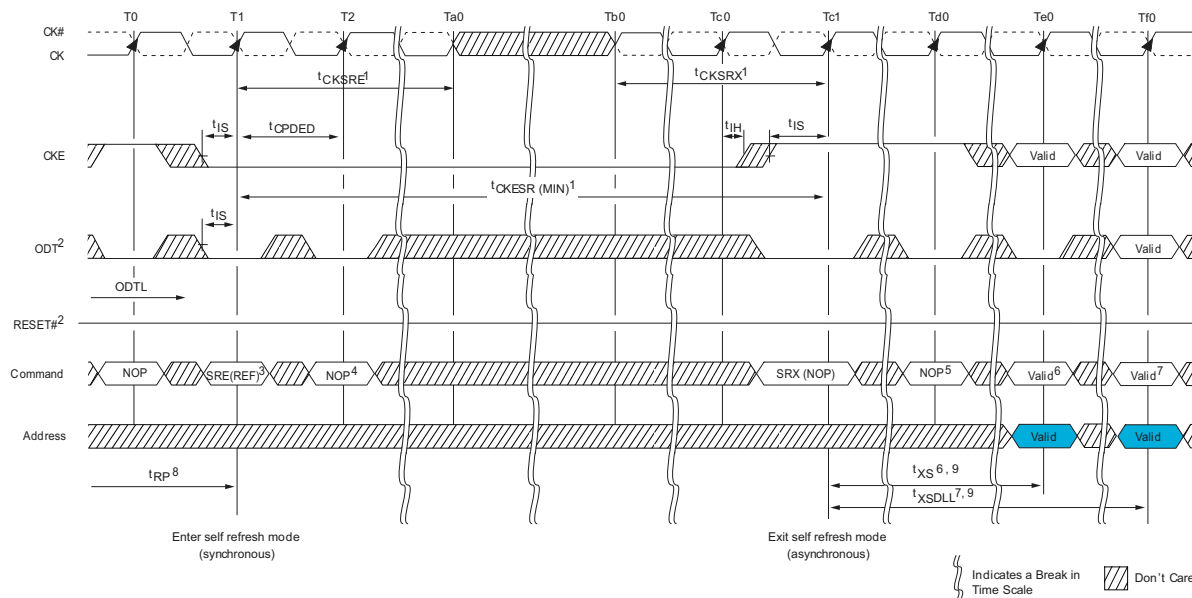 T0 T1 T2 Ta0 Tb0 Tc0 Tc1 Td0 Te0 Tf0
CK#
CK
tCKSRE1 tCKSRX1
tIS tCPDED tIH tIS
CKE Valid Valid
tCKESR (MIN)1
tIS
ODT2 Valid
ODTL
RESET#2
Command NOP SRE(REF)3 NOP4 SRX (NOP) NOP5 Valid6 Valid7
Address Valid Valid
tRP8 tXS6, 9
tXSDLL7, 9
Enter self refresh mode
(synchronous)
Exit self refresh mode
(asynchronous)
Indicates a Break in
Time Scale
Don't Care